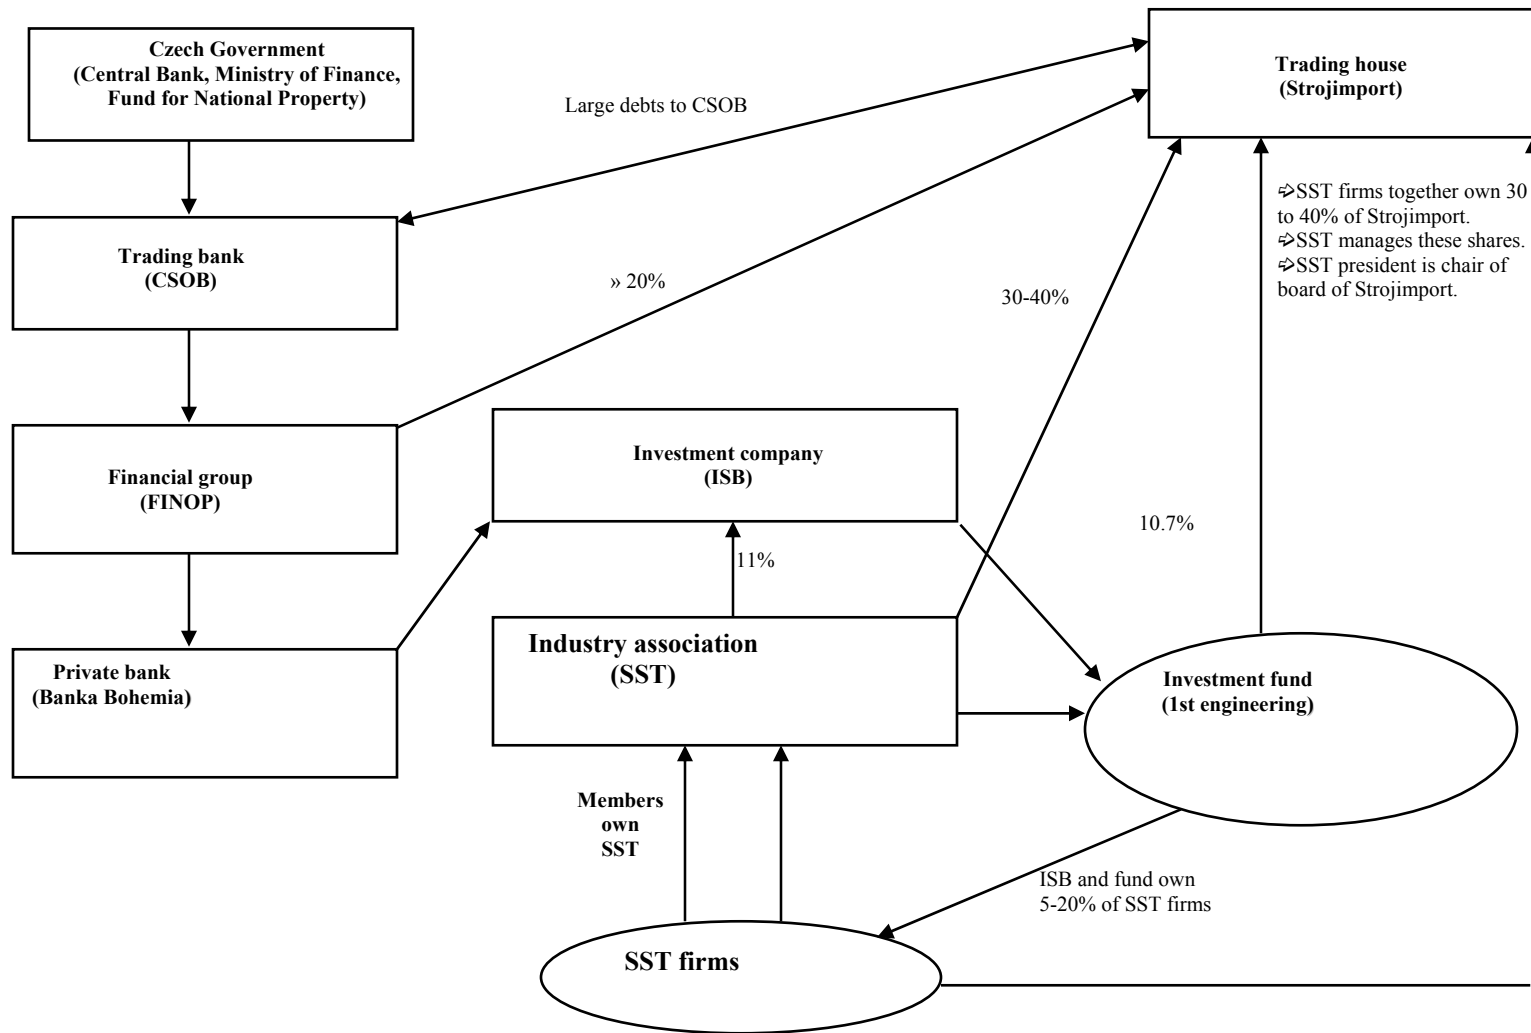 Czech Government
(Central Bank, Ministry of Finance,
Fund for National Property)
Trading house
(Strojimport)
Large debts to CSOB
➫SST firms together own 30
to 40% of Strojimport.
➫SST manages these shares.
➫SST president is chair of
board of Strojimport.
Trading bank
(CSOB)
» 20%
30-40%
Investment company
(ISB)
Financial group
(FINOP)
10.7%
11%
Industry association
(SST)
Private bank
(Banka Bohemia)
Investment fund
(1st engineering)
Members
own
SST
ISB and fund own
5-20% of SST firms
SST firms